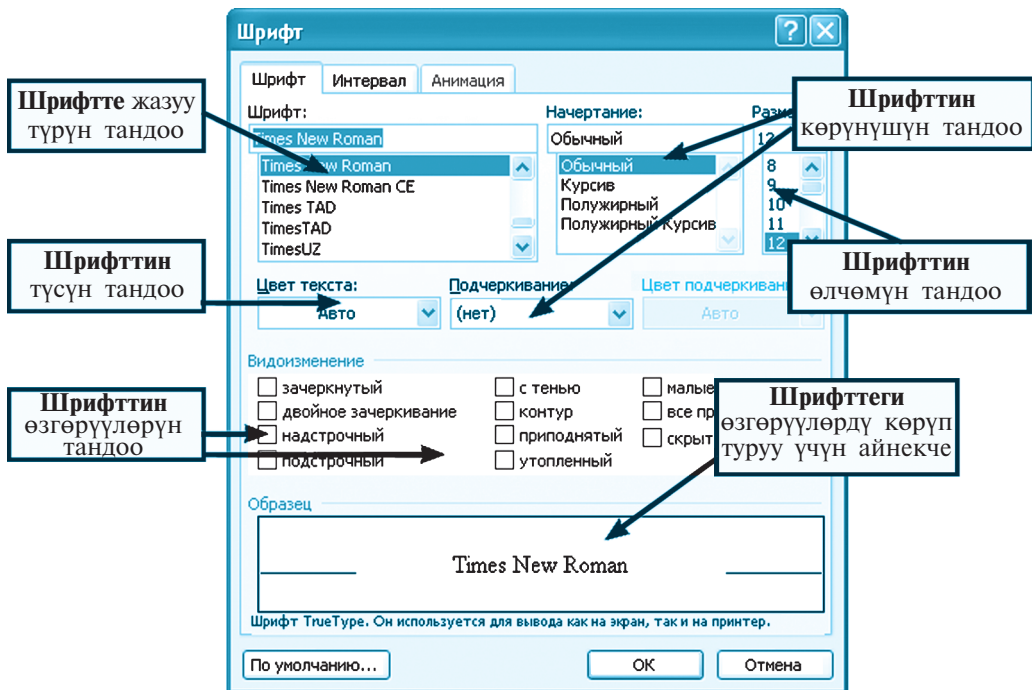 Шрифт
Шрифт Интервал Анимация
Шрифтте жазуу
түрүн тандоо
Шрифттин
көрүнүшүн тандоо
Шрифт: Начертание:
Times New Roman Обычный 12
Times New Roman Обычный 8
Times New Roman CE Курсив 9
Times TAD Полужирный 10
TimesTAD Полужирный Курсив 11
TimesUZ 12
Шрифттин
түсүн тандоо
Шрифттин
өлчөмүн тандоо
Цвет текста: Подчеркивание: Цвет
Авто (нет) Авто
Видоизменение
зачеркнутый с тенью малые
двойное зачеркивание контур все
надстрочный приподнятый
подстрочный утопленный
Шрифттин
өзгөрүүлөрүн
тандоо
Шрифттеги
өзгөрүүлөрдү көрүп
туруу үчүн айнекче
Образец
Times New Roman
Шрифт TrueType. Он используется для вывода как на экран, так и на принтер.
По умолчанию... ОК Отмена